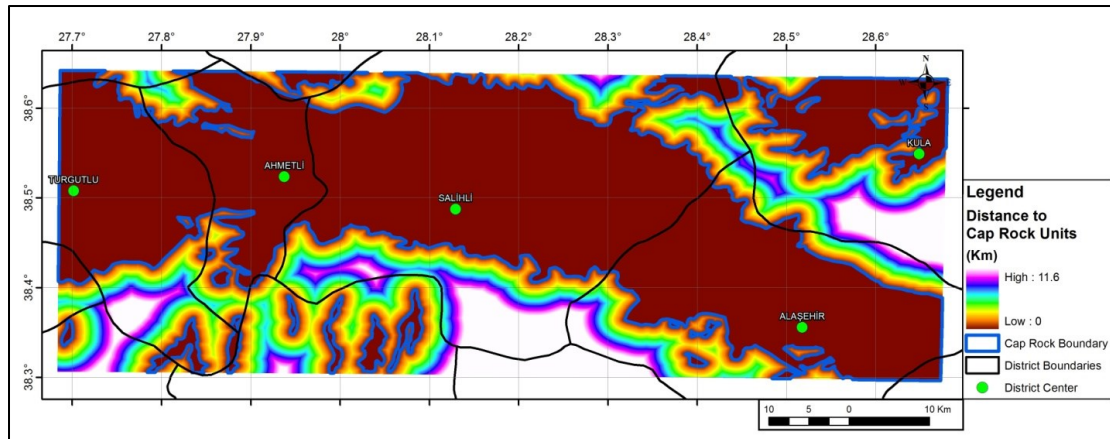 27.7° 27.8° 27.9° 28° 28.1° 28.2° 28.3° 28.4° 28.5° 28.6°
N
38.6°
KULA
AHMETLİ
TURGUTLU
38.5°
SALİHLİ
Legend
Distance to
Cap Rock Units
(Km)
High : 11.6
38.4°
Low : 0
ALAŞEHİR
Cap Rock Boundary
District Boundaries
38.3°
District Center
10 5 0 10 Km